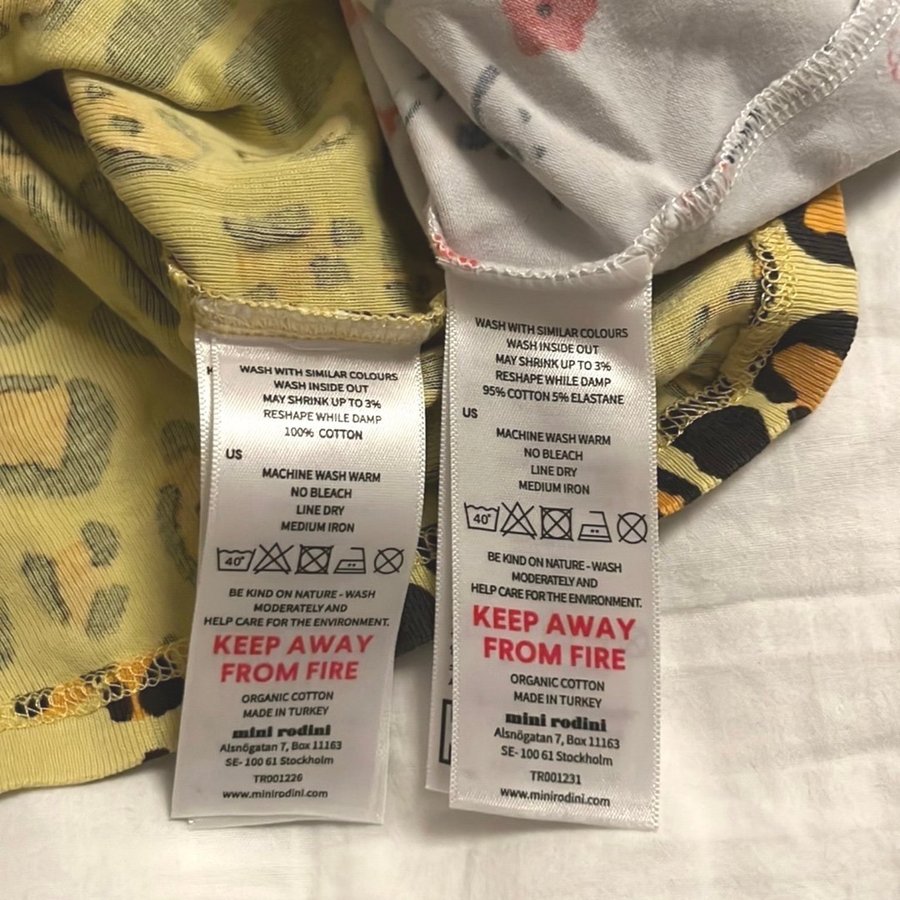 WASH WITH SIMILAR COLOURS
WASH INSIDE OUT
MAY SHRINK UP TO 3%
RESHAPE WHILE DAMP
100% COTTON
US
MACHINE WASH WARM
NO BLEACH
LINE DRY
MEDIUM IRON
40°
BE KIND ON NATURE - WASH
MODERATELY AND
HELP CARE FOR THE ENVIRONMENT.
KEEP AWAY
FROM FIRE
ORGANIC COTTON
MADE IN TURKEY
mini rodini
Alsnögatan 7, Box 11163
SE- 100 61 Stockholm
TR001226
www.minirodini.com
WASH WITH SIMILAR COLOURS
WASH INSIDE OUT
MAY SHRINK UP TO 3%
RESHAPE WHILE DAMP
95% COTTON 5% ELASTANE
US
MACHINE WASH WARM
NO BLEACH
LINE DRY
MEDIUM IRON
40°
BE KIND ON NATURE - WASH
MODERATELY AND
HELP CARE FOR THE ENVIRONMENT.
KEEP AWAY
FROM FIRE
ORGANIC COTTON
MADE IN TURKEY
mini rodini
Alsnögatan 7, Box 11163
SE- 100 61 Stockholm
TR001231
www.minirodini.com